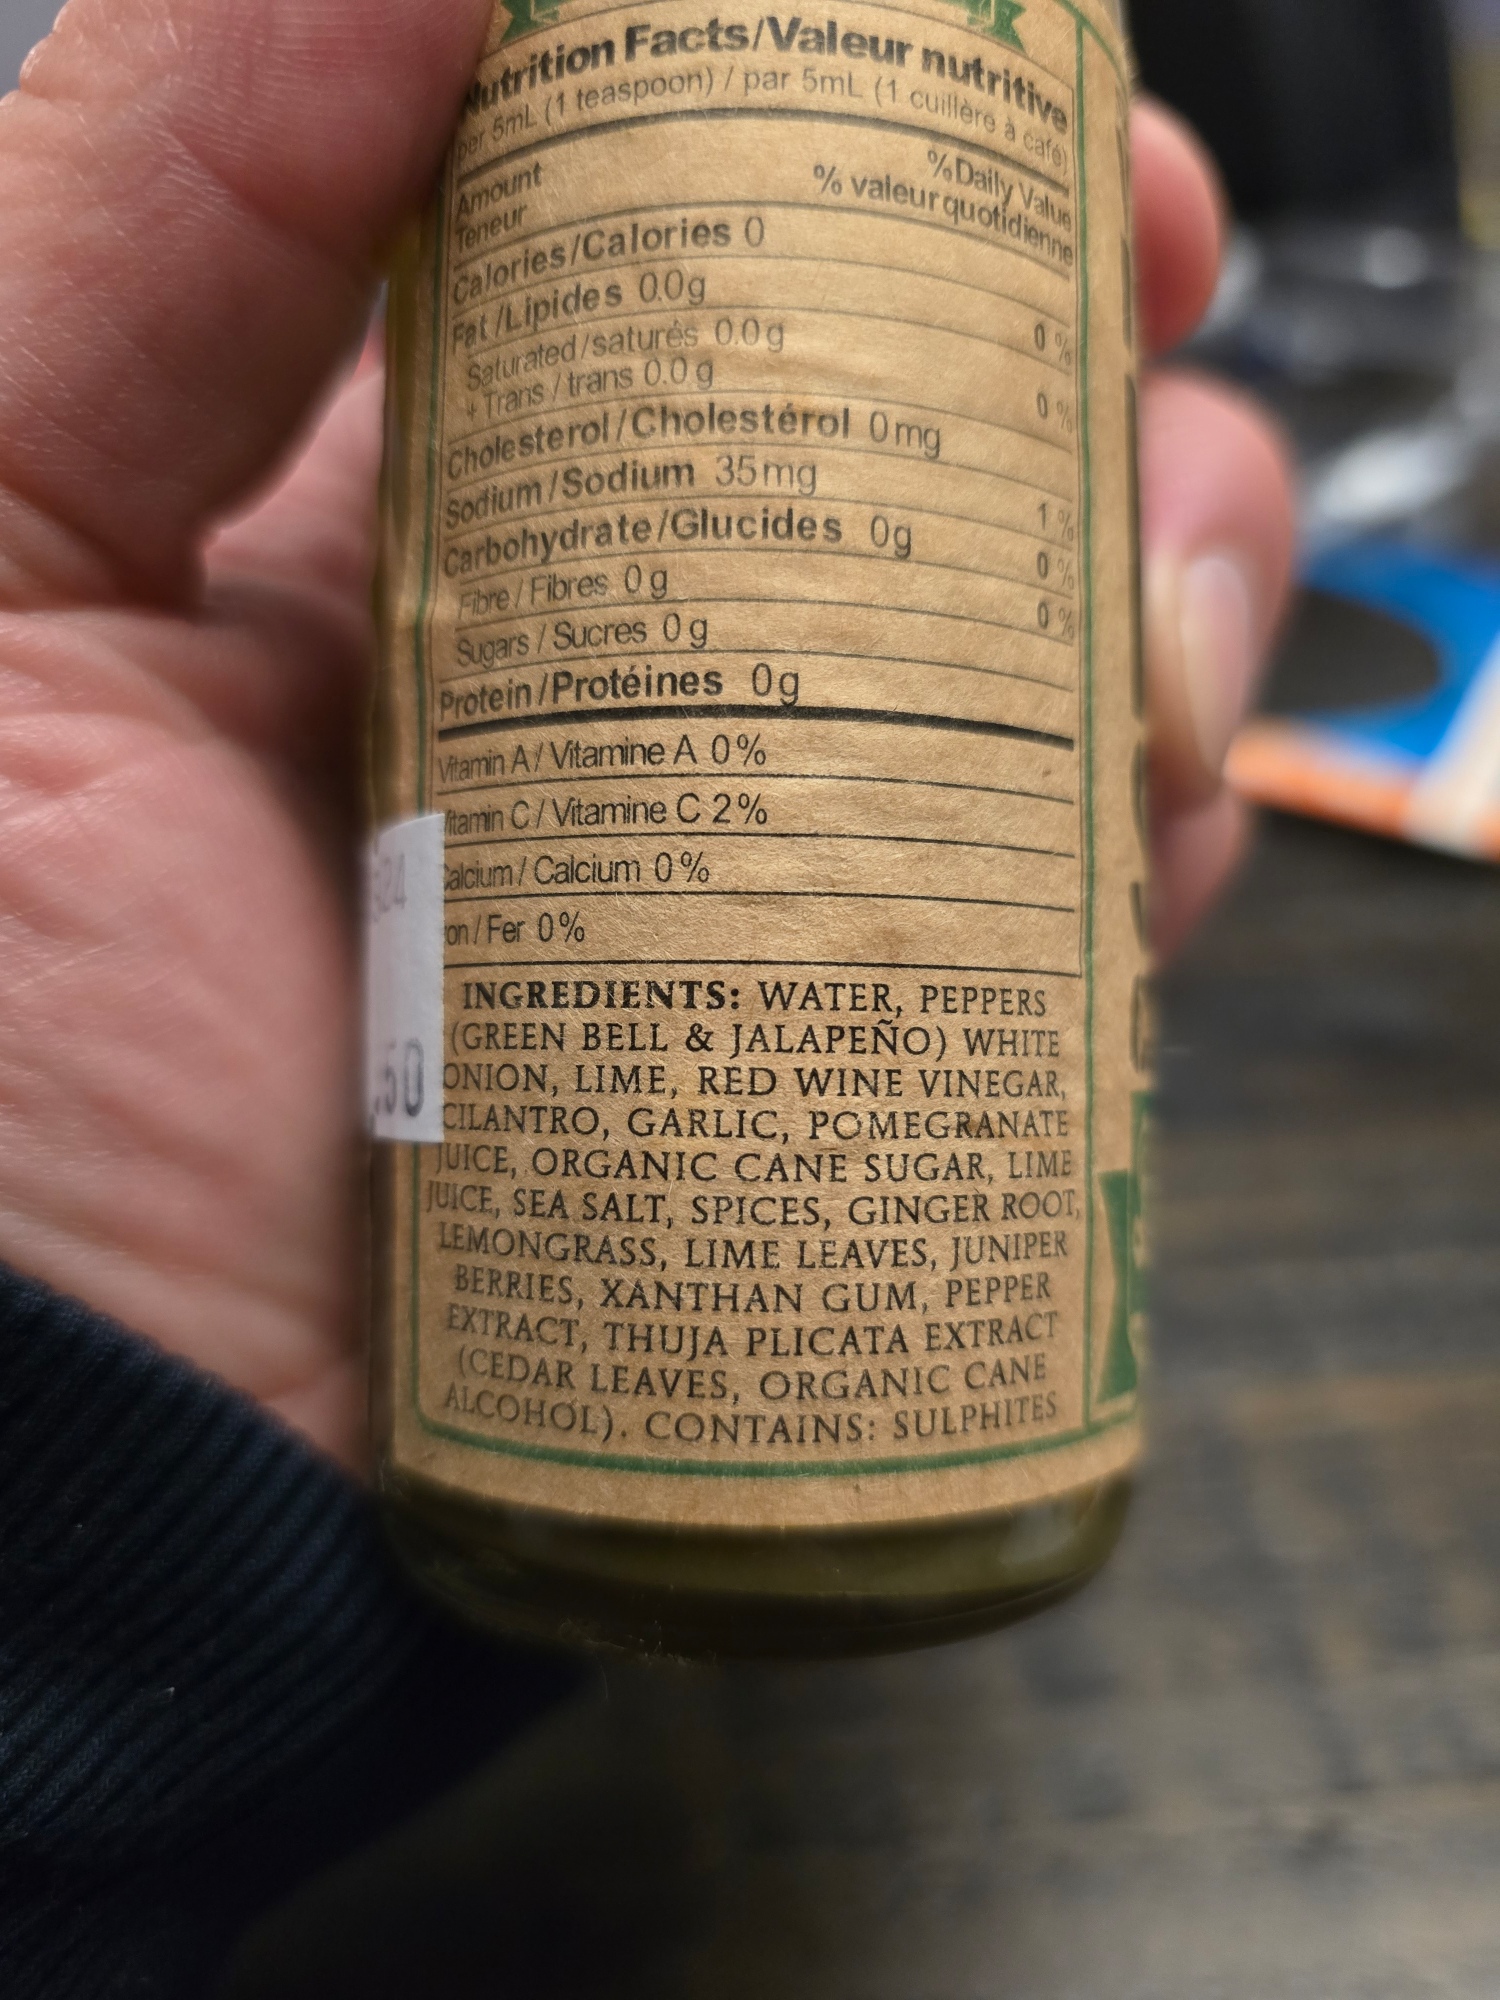 Nutrition Facts/Valeur nutritive
per 5mL (1 teaspoon) / par 5mL (1 cuillère à café)
Amount
Teneur
% Daily Value
% valeur quotidienne
Calories/Calories 0
Fat /Lipides 0.0g 0 %
Saturated/saturés 0.0g
+ Trans / trans 0.0 g 0 %
Cholesterol/Cholestérol 0mg
Sodium/Sodium 35mg 1 %
Carbohydrate/Glucides 0g 0 %
Fibre / Fibres 0 g 0 %
Sugars / Sucres 0 g
Protein/Protéines 0g
Vitamin A / Vitamine A 0%
Vitamin C / Vitamine C 2%
Calcium / Calcium 0 %
on / Fer 0%
INGREDIENTS: WATER, PEPPERS
(GREEN BELL & JALAPEÑO) WHITE
ONION, LIME, RED WINE VINEGAR,
CILANTRO, GARLIC, POMEGRANATE
JUICE, ORGANIC CANE SUGAR, LIME
JUICE, SEA SALT, SPICES, GINGER ROOT,
LEMONGRASS, LIME LEAVES, JUNIPER
BERRIES, XANTHAN GUM, PEPPER
EXTRACT, THUJA PLICATA EXTRACT
(CEDAR LEAVES, ORGANIC CANE
ALCOHOL). CONTAINS: SULPHITES
.50